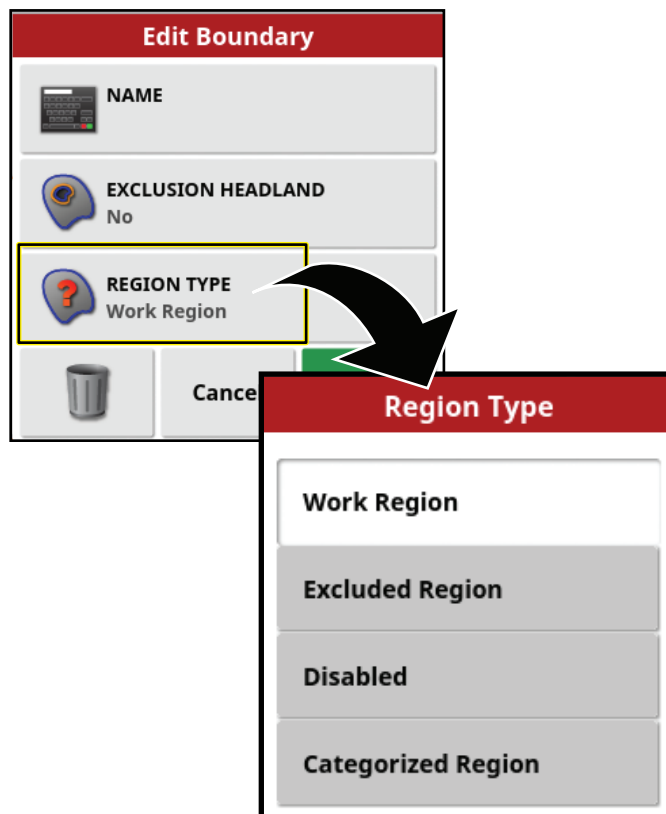 Edit Boundary
NAME
EXCLUSION HEADLAND
No
REGION TYPE
Work Region
Cance
Region Type
Work Region
Excluded Region
Disabled
Categorized Region